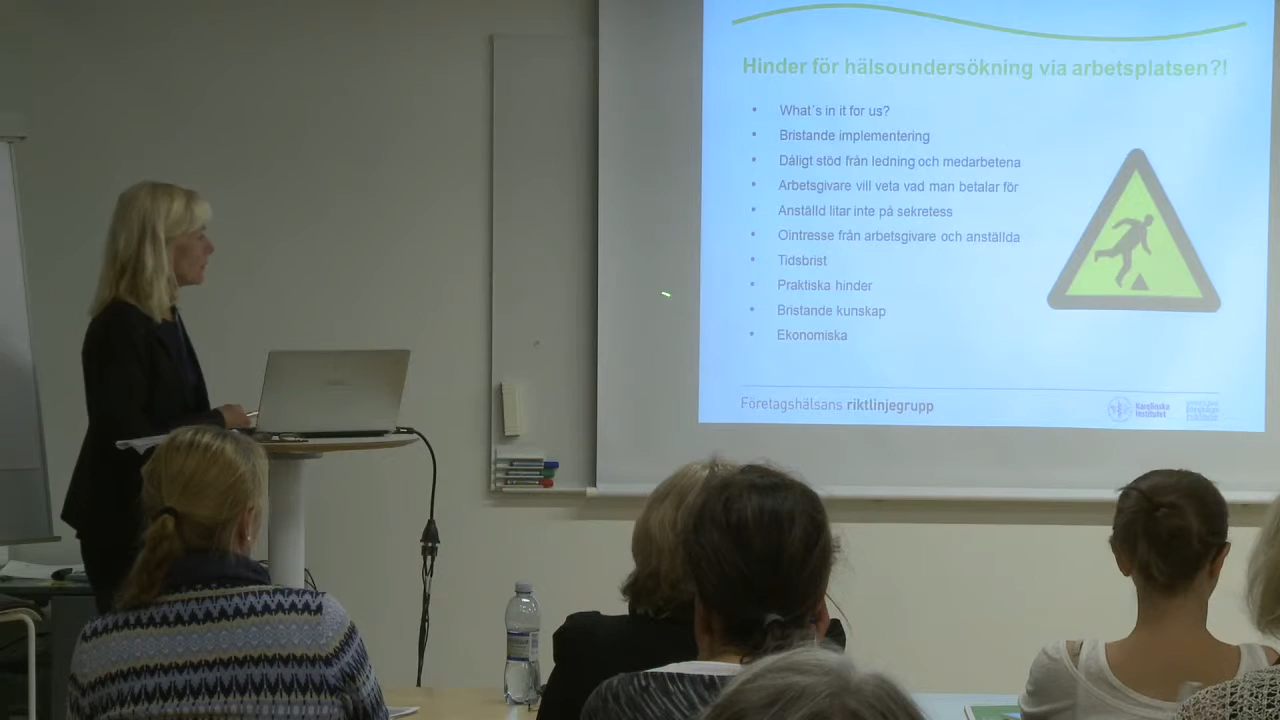 Hinder för hälsoundersökning via arbetsplatsen?!
• What´s in it for us?
• Bristande implementering
• Dåligt stöd från ledning och medarbetena
• Arbetsgivare vill veta vad man betalar för
• Anställd litar inte på sekretess
• Ointresse från arbetsgivare och anställda
• Tidsbrist
• Praktiska hinder
• Bristande kunskap
• Ekonomiska
Företagshälsans riktlinjegrupp
Karolinska
Institutet